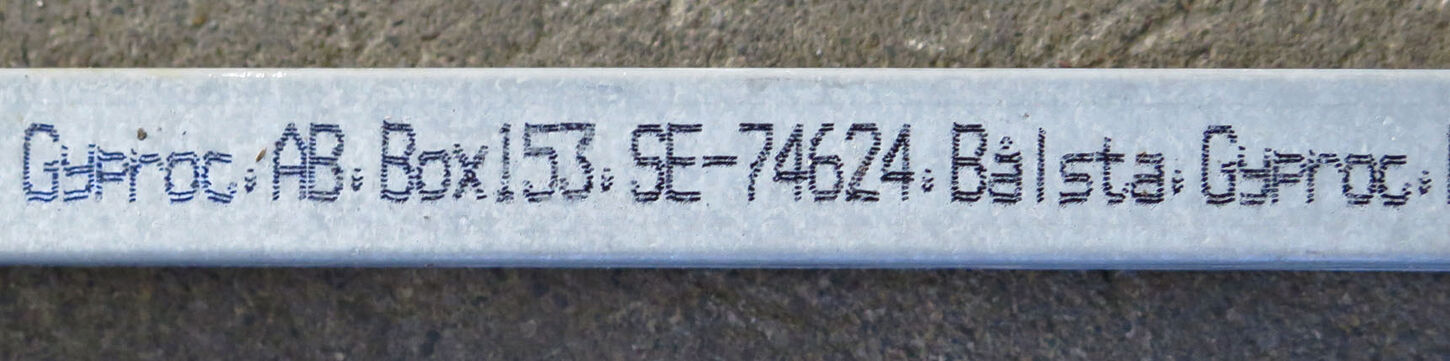 Gyproc. AB. Box153. SE-74624. Bålsta. Gyproc.